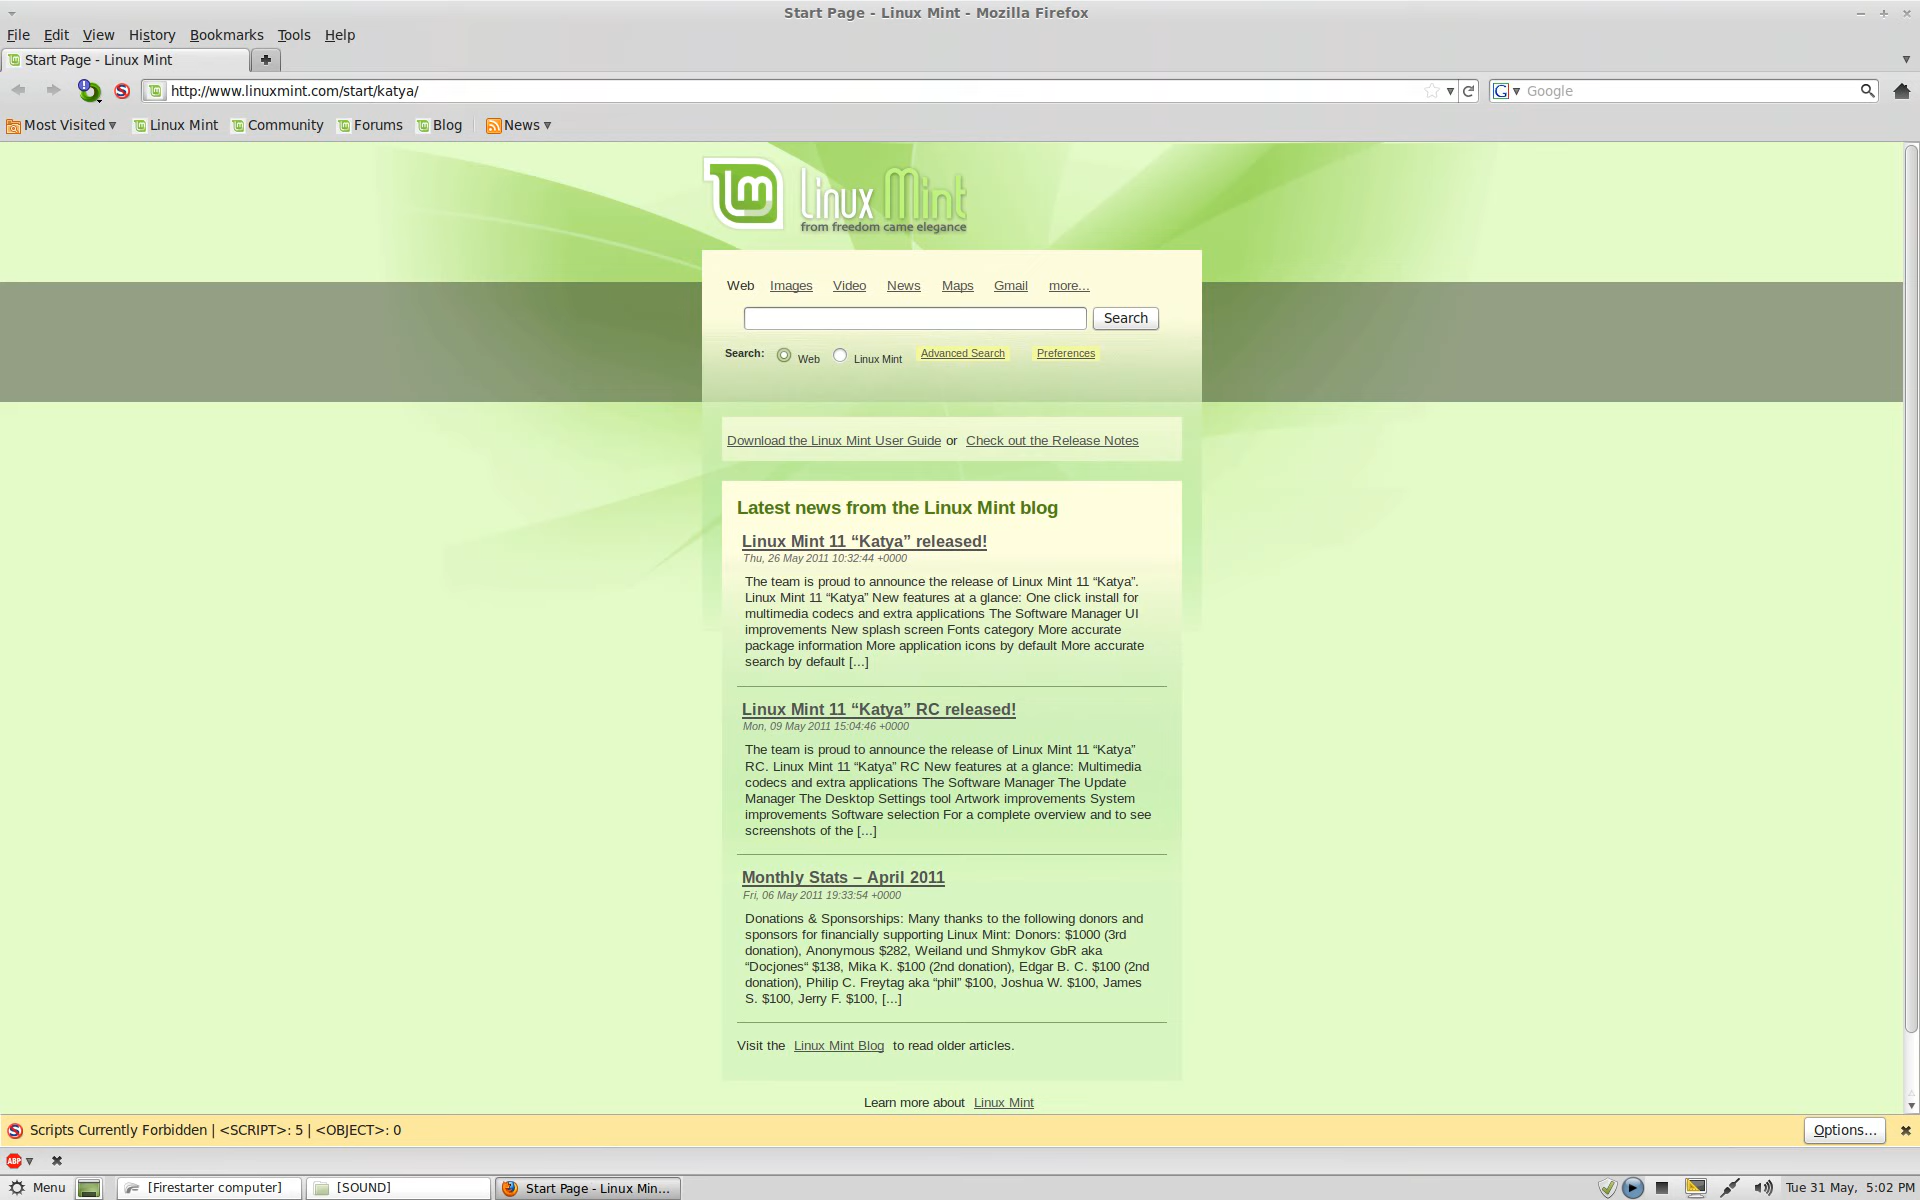 Start Page - Linux Mint - Mozilla Firefox
File Edit View History Bookmarks Tools Help
Start Page - Linux Mint
http://www.linuxmint.com/start/katya/
Google
Most Visited Linux Mint Community Forums Blog News
Linux Mint
from freedom came elegance
Web Images Video News Maps Gmail more...
Search
Search: Web Linux Mint Advanced Search Preferences
Download the Linux Mint User Guide or Check out the Release Notes
Latest news from the Linux Mint blog
Linux Mint 11 “Katya” released!
Thu, 26 May 2011 10:32:44 +0000
The team is proud to announce the release of Linux Mint 11 “Katya”.
Linux Mint 11 “Katya” New features at a glance: One click install for
multimedia codecs and extra applications The Software Manager UI
improvements New splash screen Fonts category More accurate
package information More application icons by default More accurate
search by default [...]
Linux Mint 11 “Katya” RC released!
Mon, 09 May 2011 15:04:46 +0000
The team is proud to announce the release of Linux Mint 11 “Katya”
RC. Linux Mint 11 “Katya” RC New features at a glance: Multimedia
codecs and extra applications The Software Manager The Update
Manager The Desktop Settings tool Artwork improvements System
improvements Software selection For a complete overview and to see
screenshots of the [...]
Monthly Stats – April 2011
Fri, 06 May 2011 19:33:54 +0000
Donations & Sponsorships: Many thanks to the following donors and
sponsors for financially supporting Linux Mint: Donors: $1000 (3rd
donation), Anonymous $282, Weiland und Shmykov GbR aka
“Docjones“ $138, Mika K. $100 (2nd donation), Edgar B. C. $100 (2nd
donation), Philip C. Freytag aka “phil” $100, Joshua W. $100, James
S. $100, Jerry F. $100, [...]
Visit the Linux Mint Blog to read older articles.
Learn more about Linux Mint
Scripts Currently Forbidden | <SCRIPT>: 5 | <OBJECT>: 0
Options...
ABP
Menu [Firestarter computer] [SOUND] Start Page - Linux Min... Tue 31 May, 5:02 PM